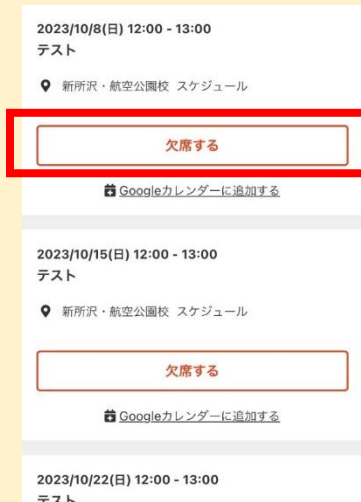 2023/10/8(日) 12:00 - 13:00
テスト
新所沢・航空公園校 スケジュール
欠席する
Googleカレンダーに追加する
2023/10/15(日) 12:00 - 13:00
テスト
新所沢・航空公園校 スケジュール
欠席する
Googleカレンダーに追加する
2023/10/22(日) 12:00 - 13:00
テスト